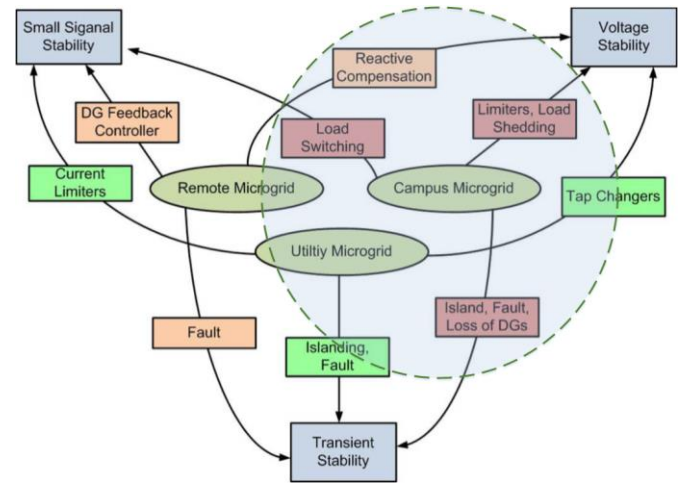 Small Siganal
Stability
Voltage
Stability
Reactive
Compensation
DG Feedback
Controller
Load
Switching
Limiters, Load
Shedding
Current
Limiters
Remote Microgrid
Campus Microgrid
Tap Changers
Utiltiy Microgrid
Fault
Islanding,
Fault
Island, Fault,
Loss of DGs
Transient
Stability